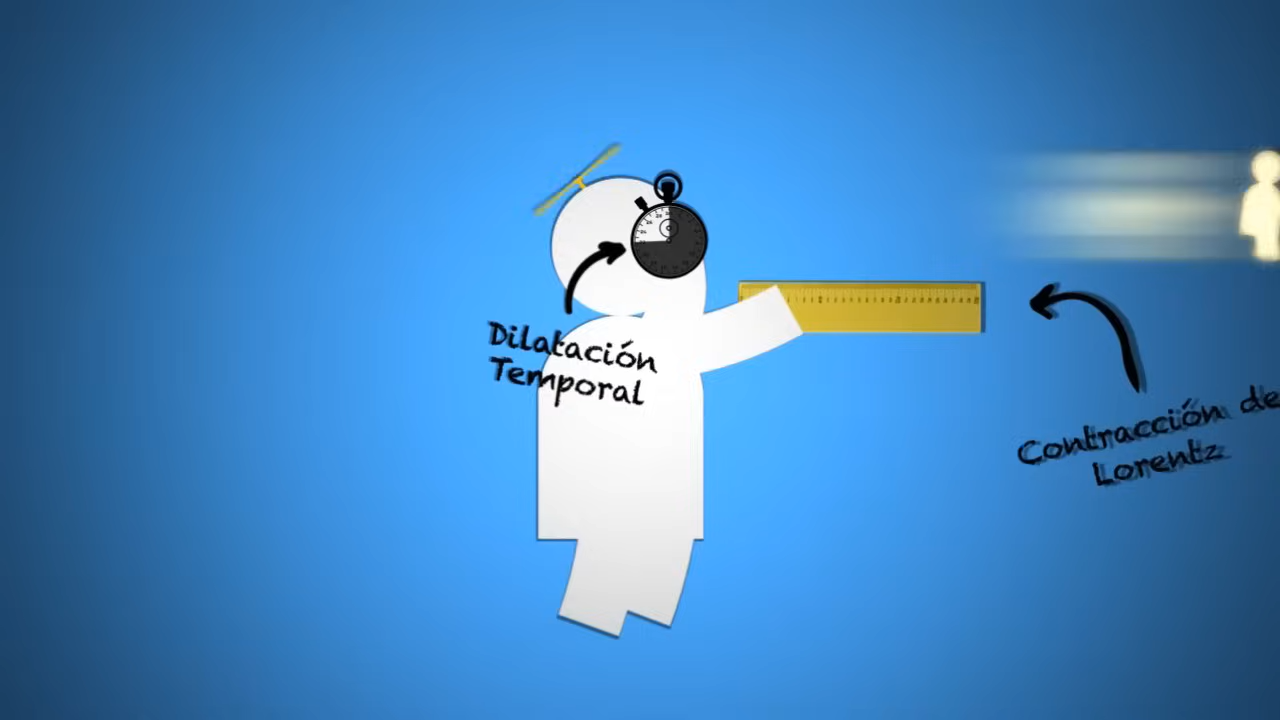 Dilatación
Temporal
Contracción de
Lorentz